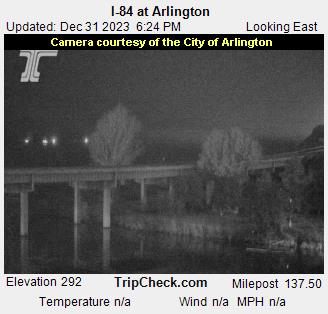 I-84 at Arlington
Updated: Dec 31 2023 6:24 PM Looking East
Camera courtesy of the City of Arlington
Elevation 292 TripCheck.com Milepost 137.50
Temperature n/a Wind n/a MPH n/a